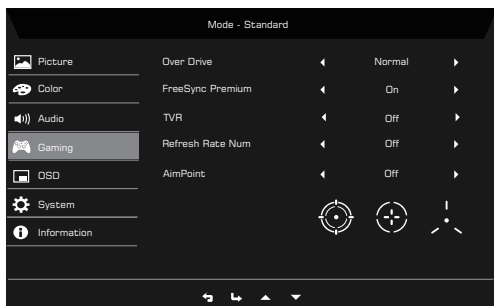 Mode - Standard
Picture
Over Drive Normal
Color
FreeSync Premium On
Audio
TVR Off
Gaming
Refresh Rate Num Off
OSD
AimPoint Off
System
Information